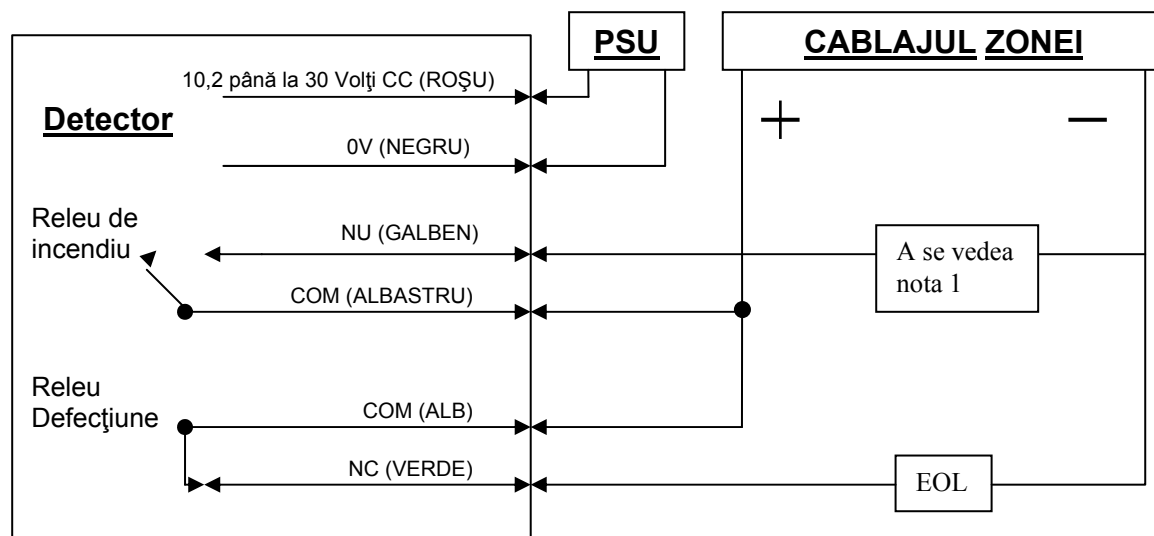 PSU
CABLAJUL ZONEI
10,2 până la 30 Volţi CC (ROŞU)
Detector
+
—
0V (NEGRU)
Releu de
incendiu
NU (GALBEN)
A se vedea
nota 1
COM (ALBASTRU)
Releu
Defecţiune
COM (ALB)
NC (VERDE)
EOL